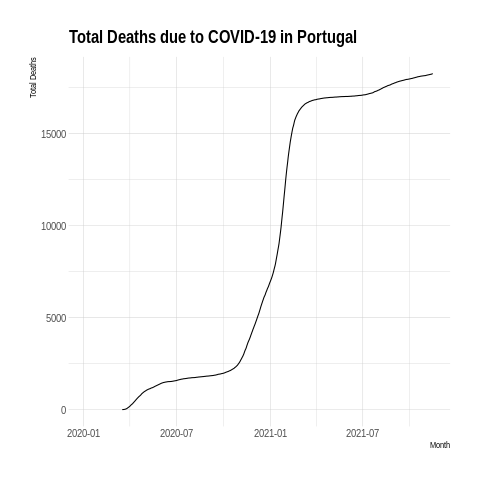 Total Deaths due to COVID-19 in Portugal
Total Deaths
15000
10000
5000
0
2020-01 2020-07 2021-01 2021-07
Month